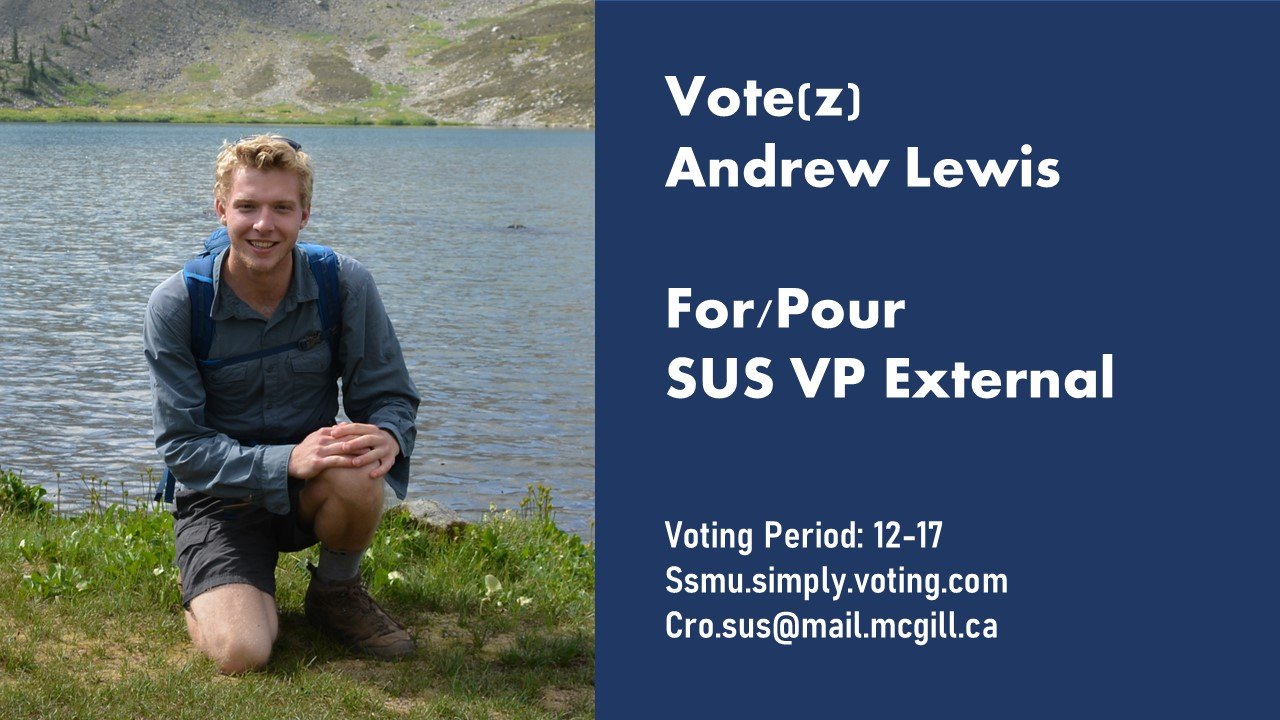 Vote(z)
Andrew Lewis
For/Pour
SUS VP External
Voting Period: 12-17
Ssmu.simply.voting.com
Cro.sus@mail.mcgill.ca